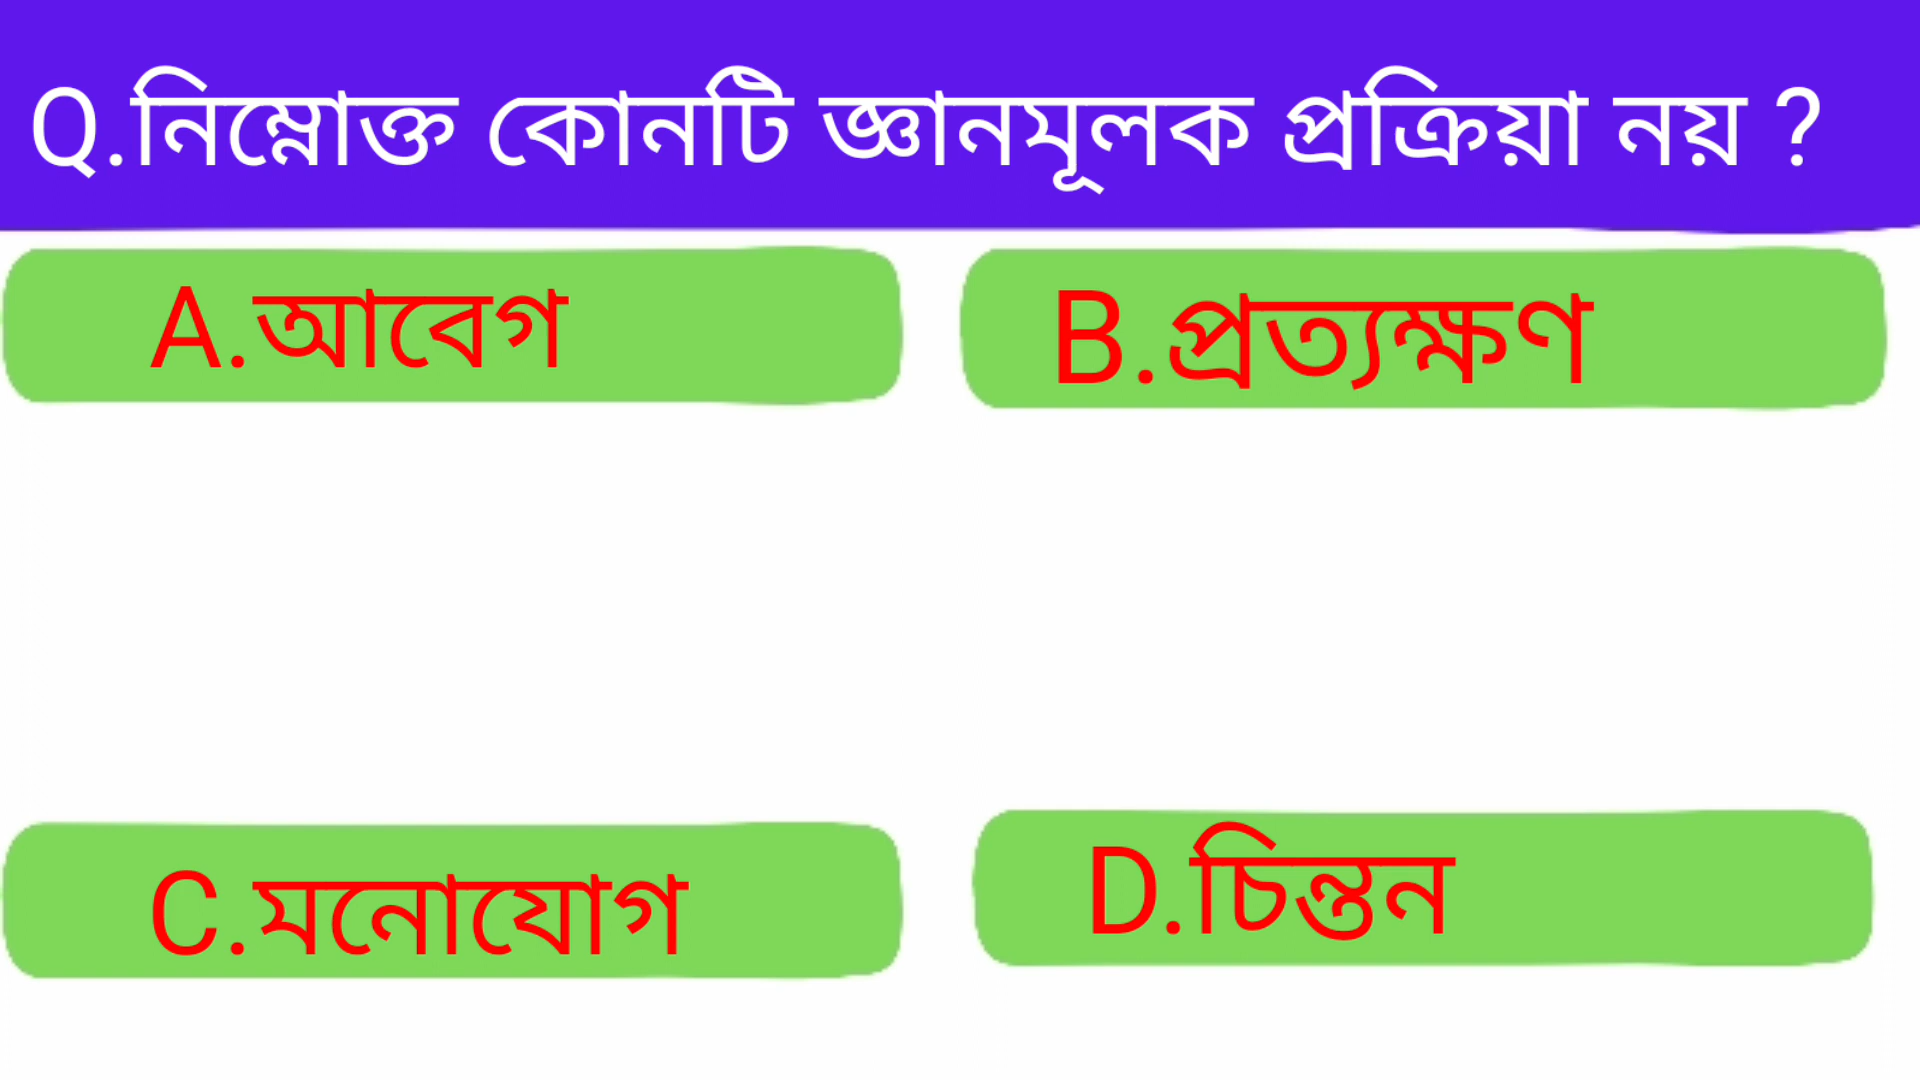 Q.নিম্নোক্ত কোনটি জ্ঞানমূলক প্রক্রিয়া নয় ?
A.আবেগ
B.প্রত্যক্ষণ
C.মনোযোগ
D.চিন্তন